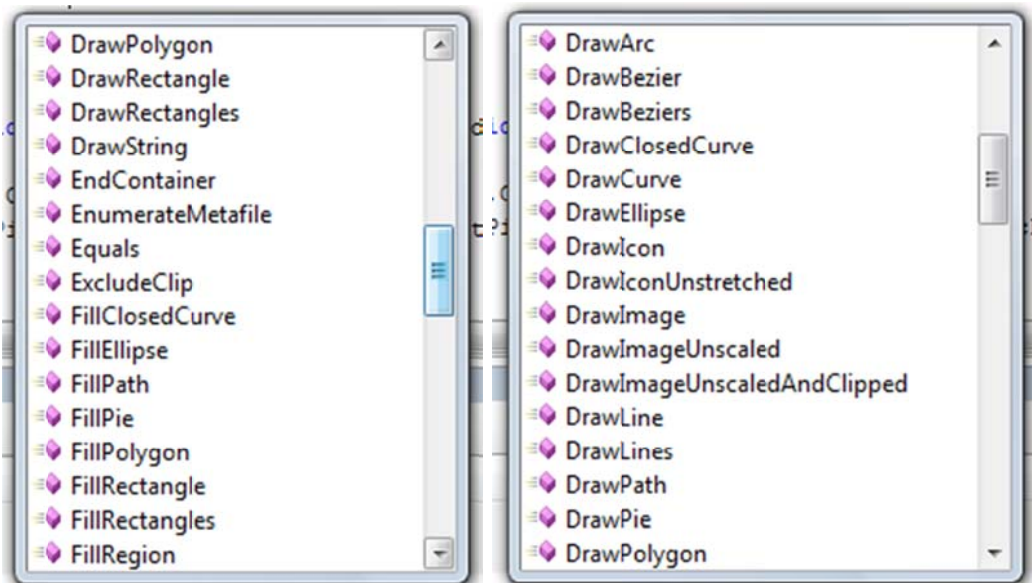 DrawPolygon
DrawRectangle
DrawRectangles
DrawString
EndContainer
EnumerateMetafile
Equals
ExcludeClip
FillClosedCurve
FillEllipse
FillPath
FillPie
FillPolygon
FillRectangle
FillRectangles
FillRegion
DrawArc
DrawBezier
DrawBeziers
DrawClosedCurve
DrawCurve
DrawEllipse
DrawIcon
DrawIconUnstretched
DrawImage
DrawImageUnscaled
DrawImageUnscaledAndClipped
DrawLine
DrawLines
DrawPath
DrawPie
DrawPolygon